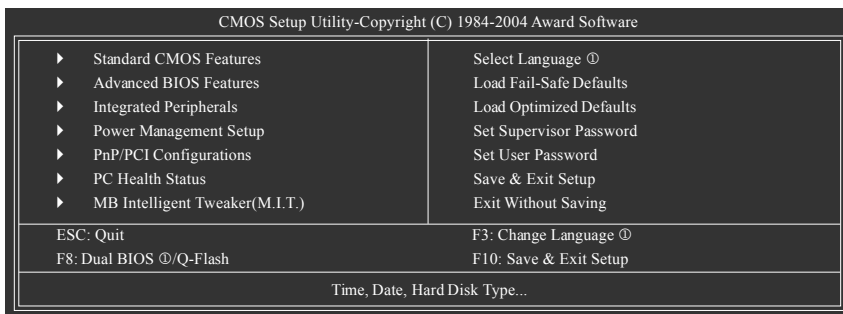 CMOS Setup Utility-Copyright (C) 1984-2004 Award Software
Standard CMOS Features
Advanced BIOS Features
Integrated Peripherals
Power Management Setup
PnP/PCI Configurations
PC Health Status
MB Intelligent Tweaker(M.I.T.)
Select Language ①
Load Fail-Safe Defaults
Load Optimized Defaults
Set Supervisor Password
Set User Password
Save & Exit Setup
Exit Without Saving
ESC: Quit
F8: Dual BIOS ①/Q-Flash
F3: Change Language ①
F10: Save & Exit Setup
Time, Date, Hard Disk Type...